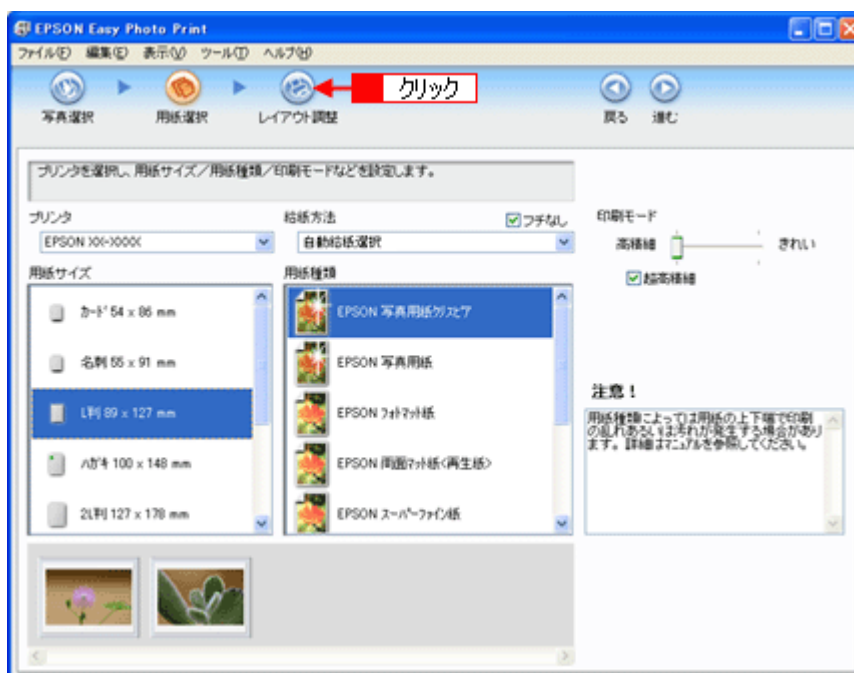 EPSON Easy Photo Print
ファイル(F) 編集(E) 表示(V) ツール(T) ヘルプ(H)
クリック
写真選択 用紙選択 レイアウト調整 戻る 進む
プリンタを選択し、用紙サイズ/用紙種類/印刷モードなどを設定します。
プリンタ 給紙方法 フチなし 印刷モード
EPSON XX-XXXX 自動給紙選択 高精細 きれい
超高精細
用紙サイズ 用紙種類
カード 54 x 86 mm
名刺 55 x 91 mm
L判 89 x 127 mm
ハガキ 100 x 148 mm
2L判 127 x 178 mm
EPSON 写真用紙クリスピア
EPSON 写真用紙
EPSON フォトマット紙
EPSON 両面マット紙<再生紙>
EPSON スーパーファイン紙
注意!
用紙種類によっては用紙の上下端で印刷
の乱れあるいは汚れが発生する場合があり
ます。詳細はマニュアルを参照してください。